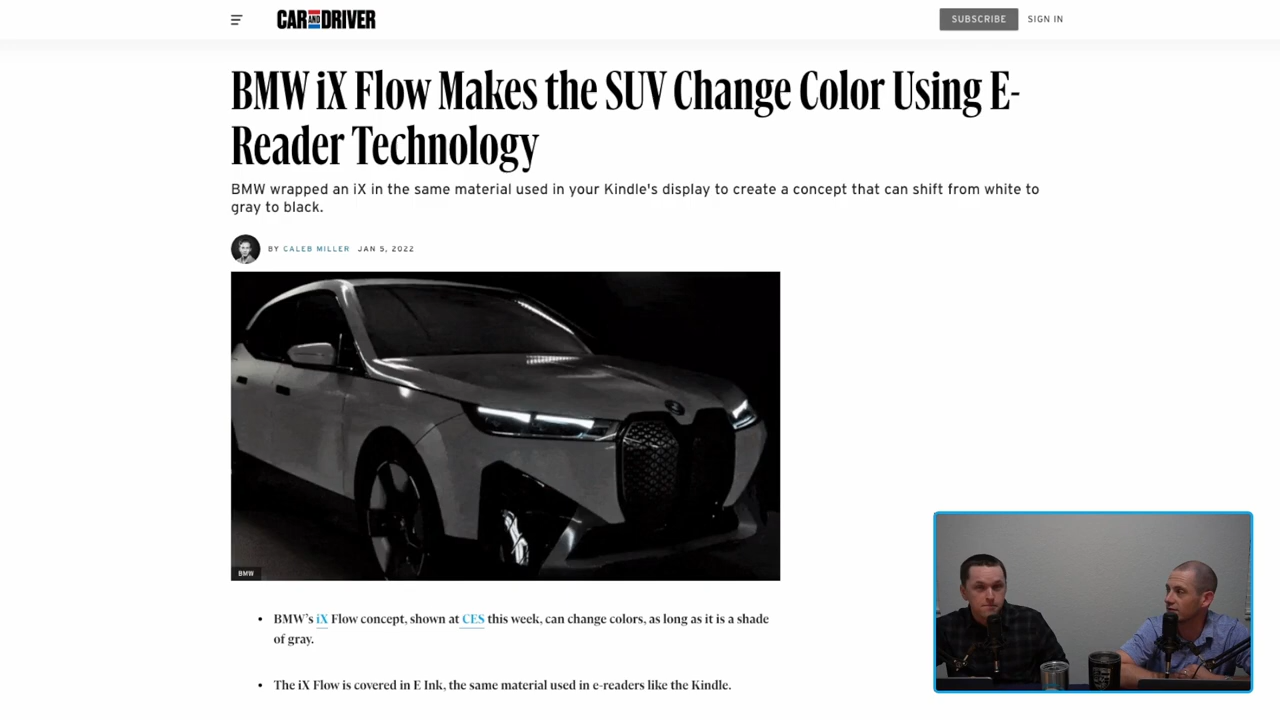 CAR AND DRIVER
SUBSCRIBE
SIGN IN
BMW iX Flow Makes the SUV Change Color Using E-
Reader Technology
BMW wrapped an iX in the same material used in your Kindle's display to create a concept that can shift from white to
gray to black.
BY CALEB MILLER JAN 5, 2022
BMW
• BMW's iX Flow concept, shown at CES this week, can change colors, as long as it is a shade
of gray.
• The iX Flow is covered in E Ink, the same material used in e-readers like the Kindle.